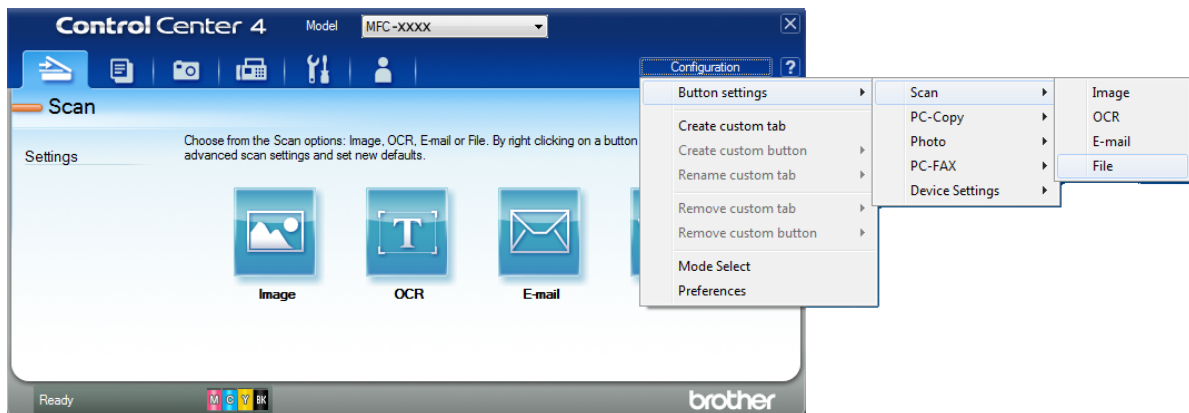 Control Center 4
Model
MFC-XXXX
Configuration
?
Scan
Settings
Choose from the Scan options: Image, OCR, E-mail or File. By right clicking on a button
advanced scan settings and set new defaults.
T
Image
OCR
E-mail
Button settings
Create custom tab
Create custom button
Rename custom tab
Remove custom tab
Remove custom button
Mode Select
Preferences
Scan
PC-Copy
Photo
PC-FAX
Device Settings
Image
OCR
E-mail
File
Ready
M C Y BK
brother